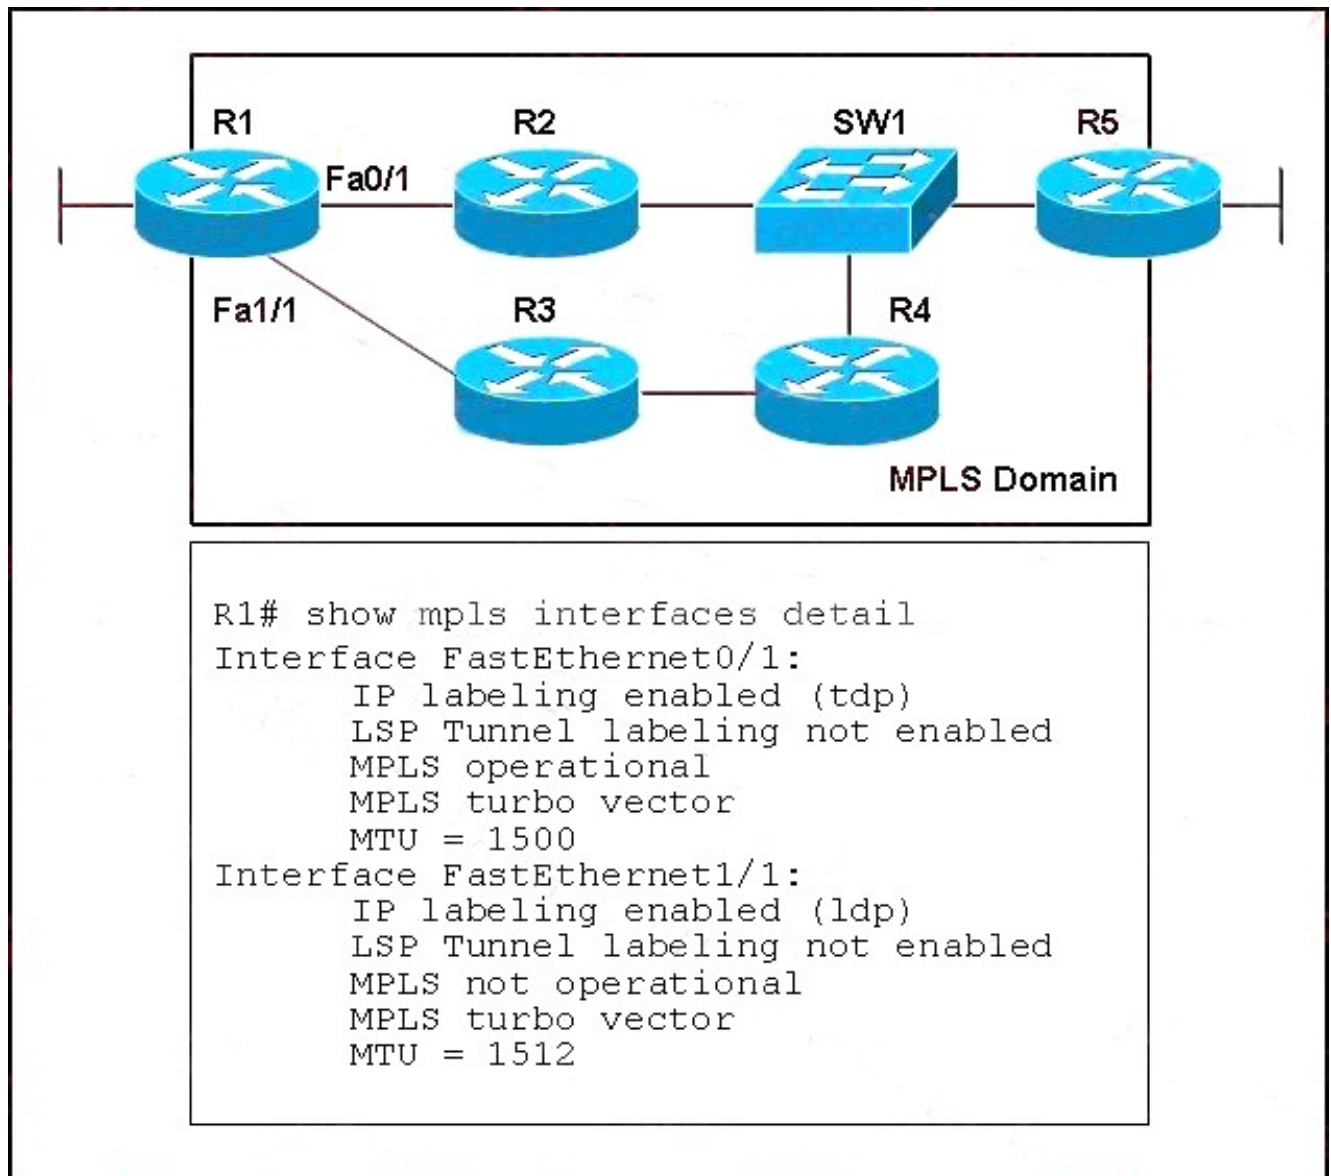 R1
R2
SW1
R5
Fa0/1
Fa1/1
R3
R4
MPLS Domain
R1# show mpls interfaces detail
Interface FastEthernet0/1:
IP labeling enabled (tdp)
LSP Tunnel labeling not enabled
MPLS operational
MPLS turbo vector
MTU = 1500
Interface FastEthernet1/1:
IP labeling enabled (ldp)
LSP Tunnel labeling not enabled
MPLS not operational
MPLS turbo vector
MTU = 1512